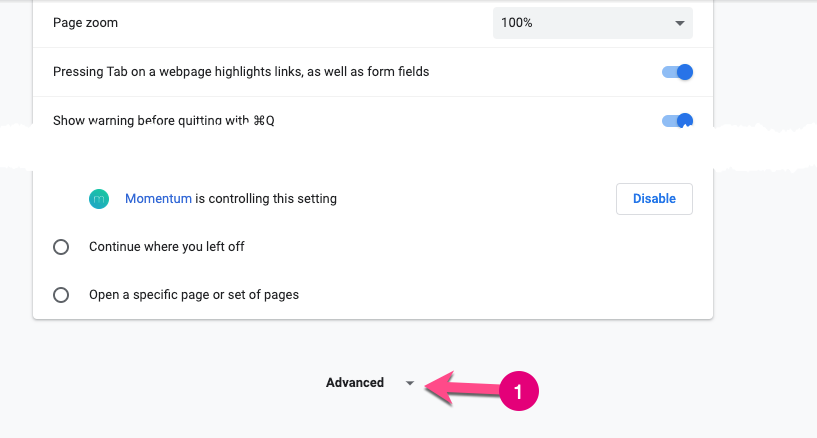 Page zoom
100%
Pressing Tab on a webpage highlights links, as well as form fields
Show warning before quitting with ⌘Q
m
Momentum is controlling this setting
Disable
Continue where you left off
Open a specific page or set of pages
Advanced
1